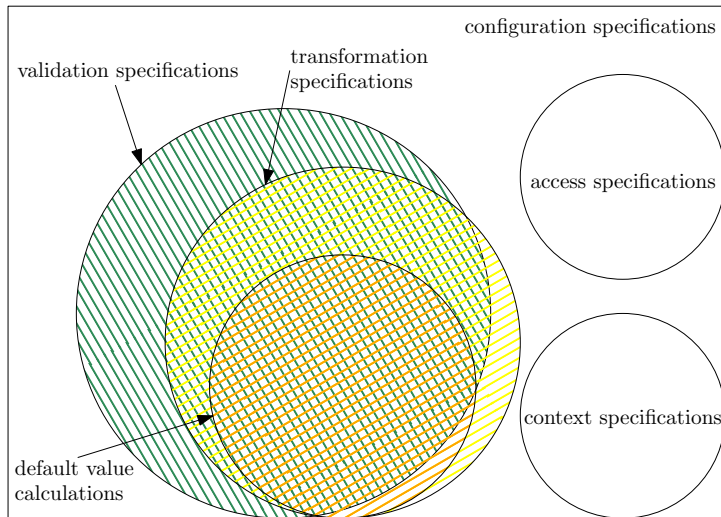 configuration specifications
validation specifications
transformation
specifications
access specifications
context specifications
default value
calculations